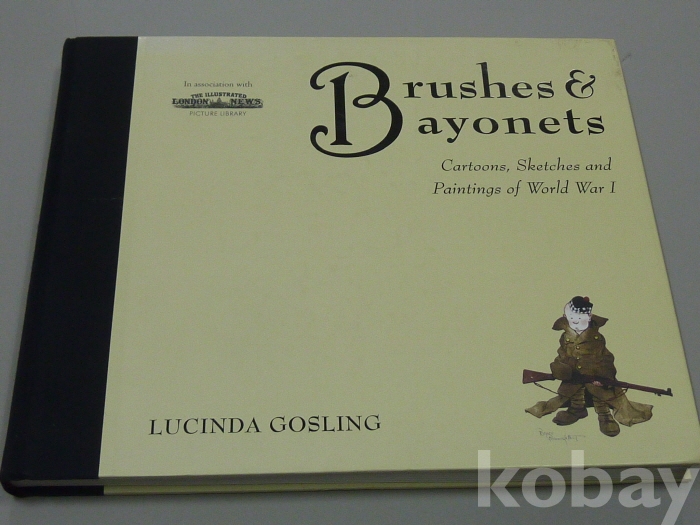 In association with
THE ILLUSTRATED
LONDON NEWS
PICTURE LIBRARY
Brushes &
Bayonets
Cartoons, Sketches and
Paintings of World War I
LUCINDA GOSLING
kobay